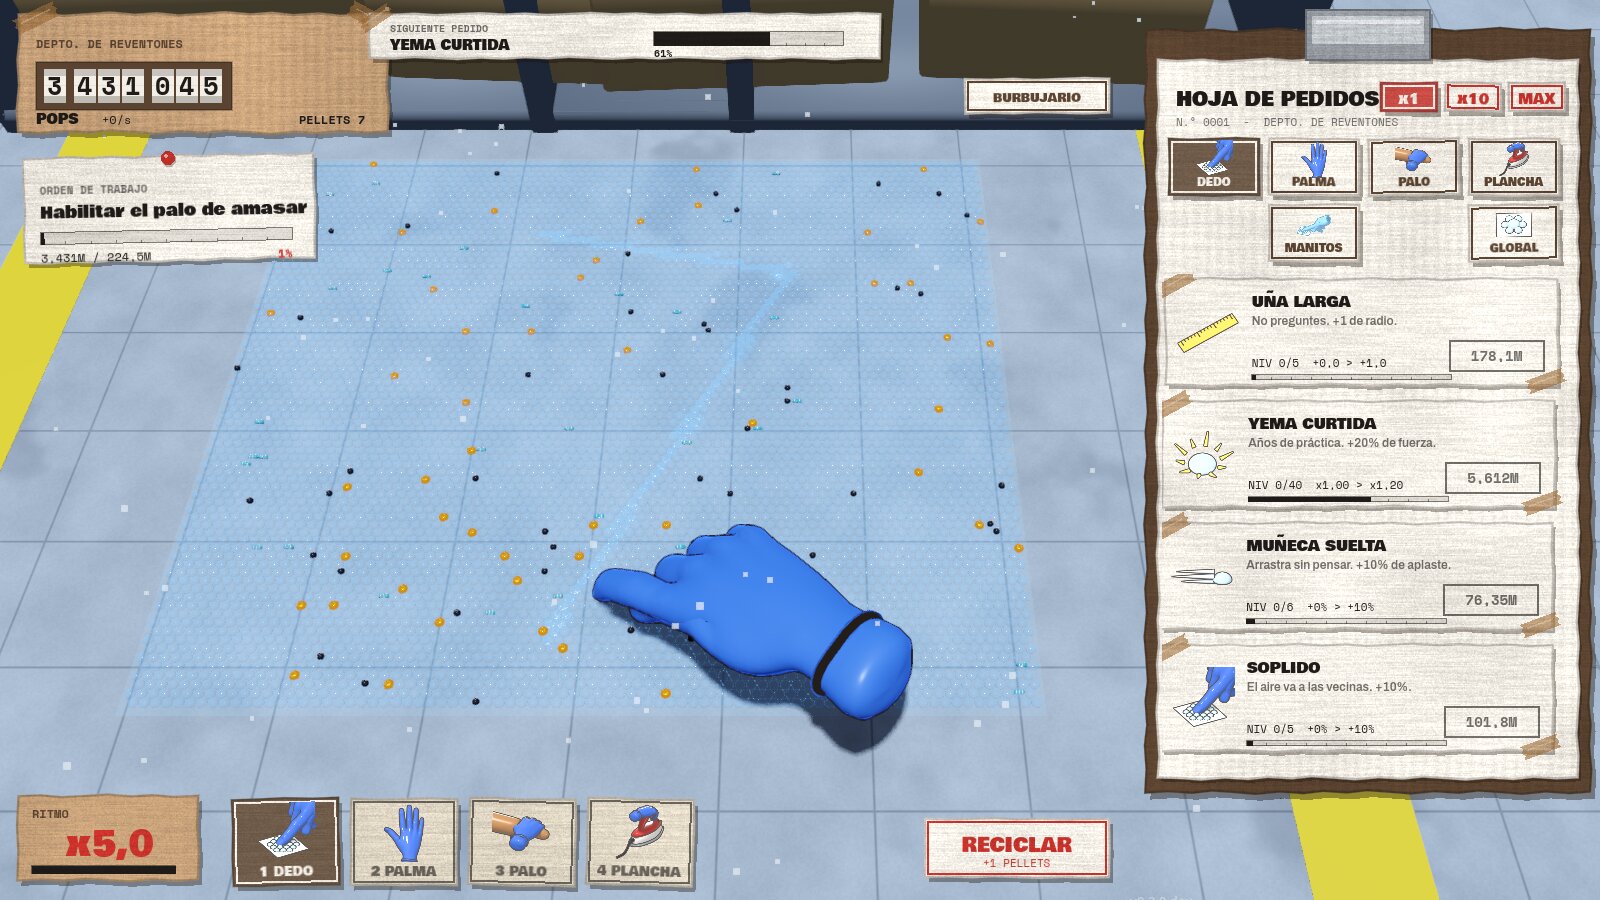 DEPTO. DE REVENTONES
3 431 045
POPS +0/s PELLETS 7
SIGUIENTE PEDIDO
YEMA CURTIDA
61%
BURBUJARIO
ORDEN DE TRABAJO
Habilitar el palo de amasar
3,431M / 224,5M 1%
HOJA DE PEDIDOS x1 x10 MAX
N.° 0001 - DEPTO. DE REVENTONES
DEDO PALMA PALO PLANCHA
MANITOS GLOBAL
UÑA LARGA
No preguntes. +1 de radio.
NIV 0/5 +0,0 > +1,0 178,1M
YEMA CURTIDA
Años de práctica. +20% de fuerza.
NIV 0/40 x1,00 > x1,20 5,612M
MUÑECA SUELTA
Arrastra sin pensar. +10% de aplaste.
NIV 0/6 +0% > +10% 76,35M
SOPLIDO
El aire va a las vecinas. +10%.
NIV 0/5 +0% > +10% 101,8M
RITMO
x5,0
1 DEDO 2 PALMA 3 PALO 4 PLANCHA
RECICLAR
+1 PELLETS